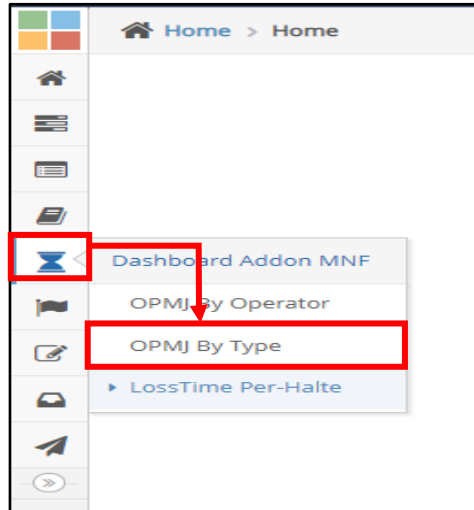 Home > Home
Dashboard Addon MNF
OPMJ By Operator
OPMJ By Type
LossTime Per-Halte